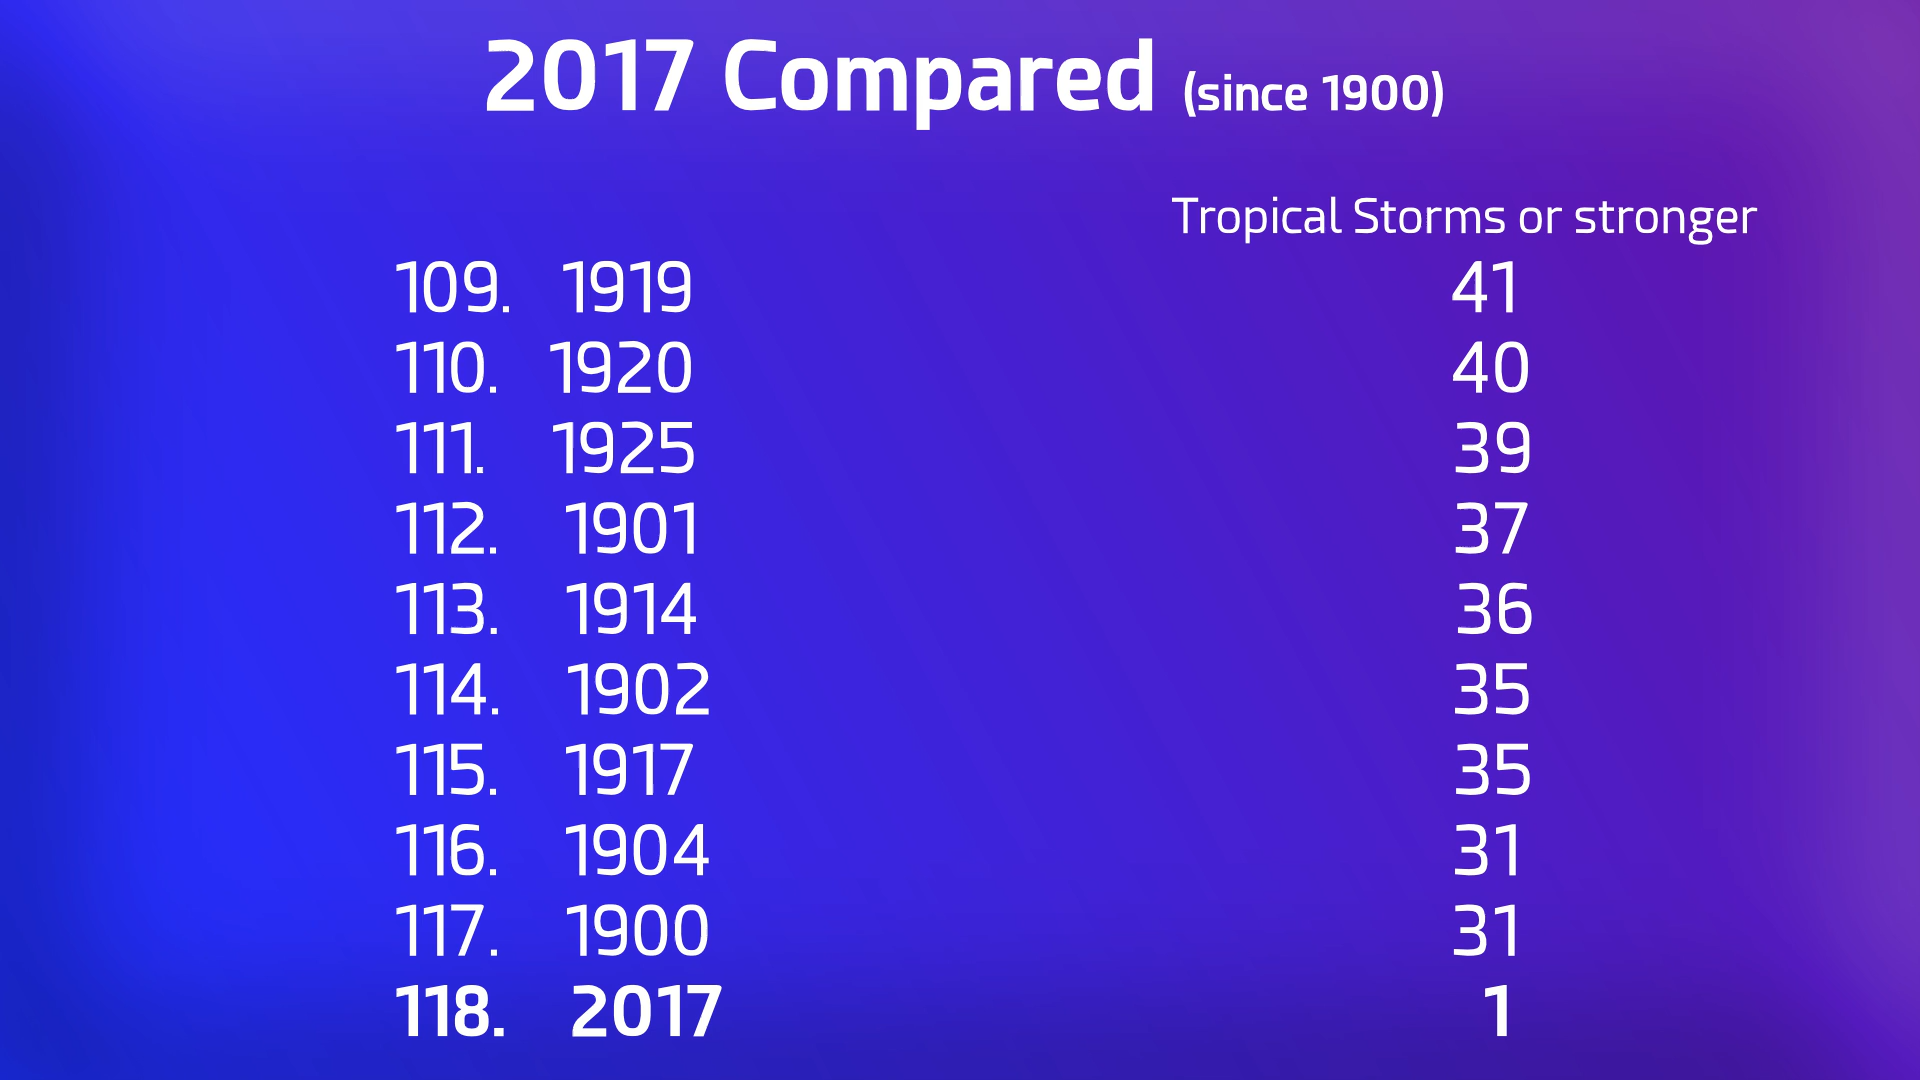 2017 Compared (since 1900)
Tropical Storms or stronger
109. 1919 41
110. 1920 40
111. 1925 39
112. 1901 37
113. 1914 36
114. 1902 35
115. 1917 35
116. 1904 31
117. 1900 31
118. 2017 1